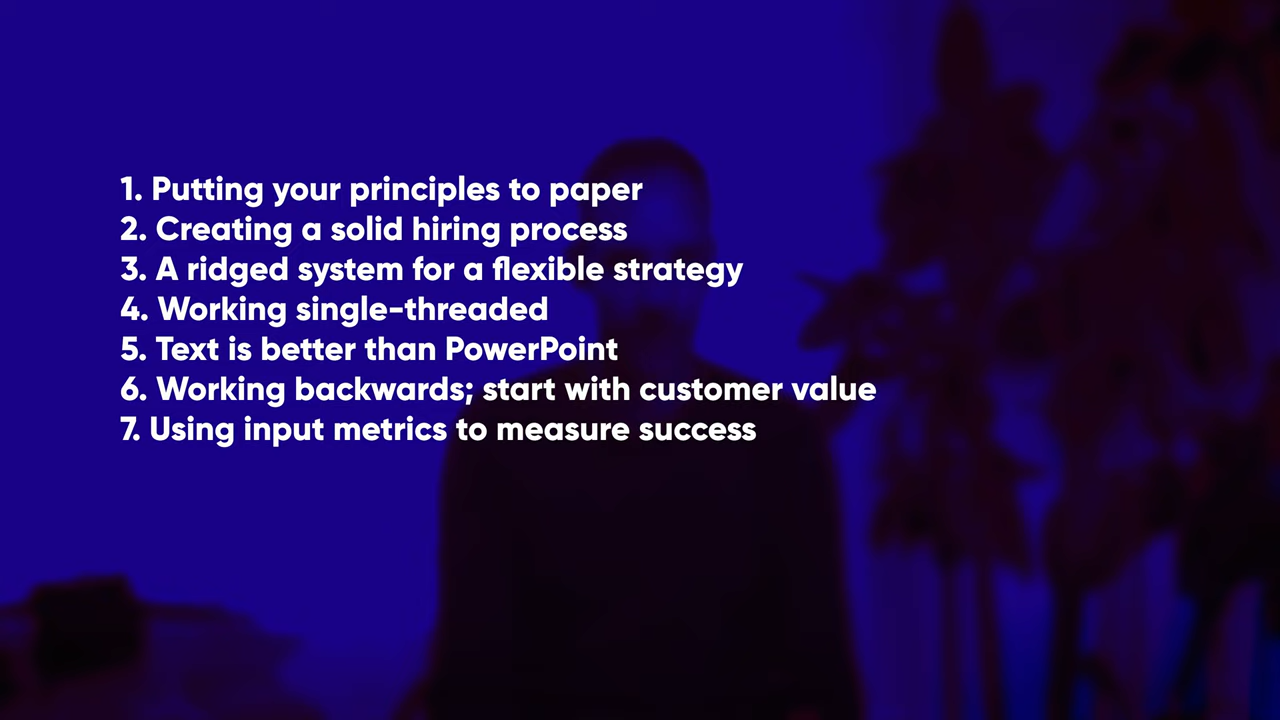 1. Putting your principles to paper
2. Creating a solid hiring process
3. A ridged system for a flexible strategy
4. Working single-threaded
5. Text is better than PowerPoint
6. Working backwards; start with customer value
7. Using input metrics to measure success